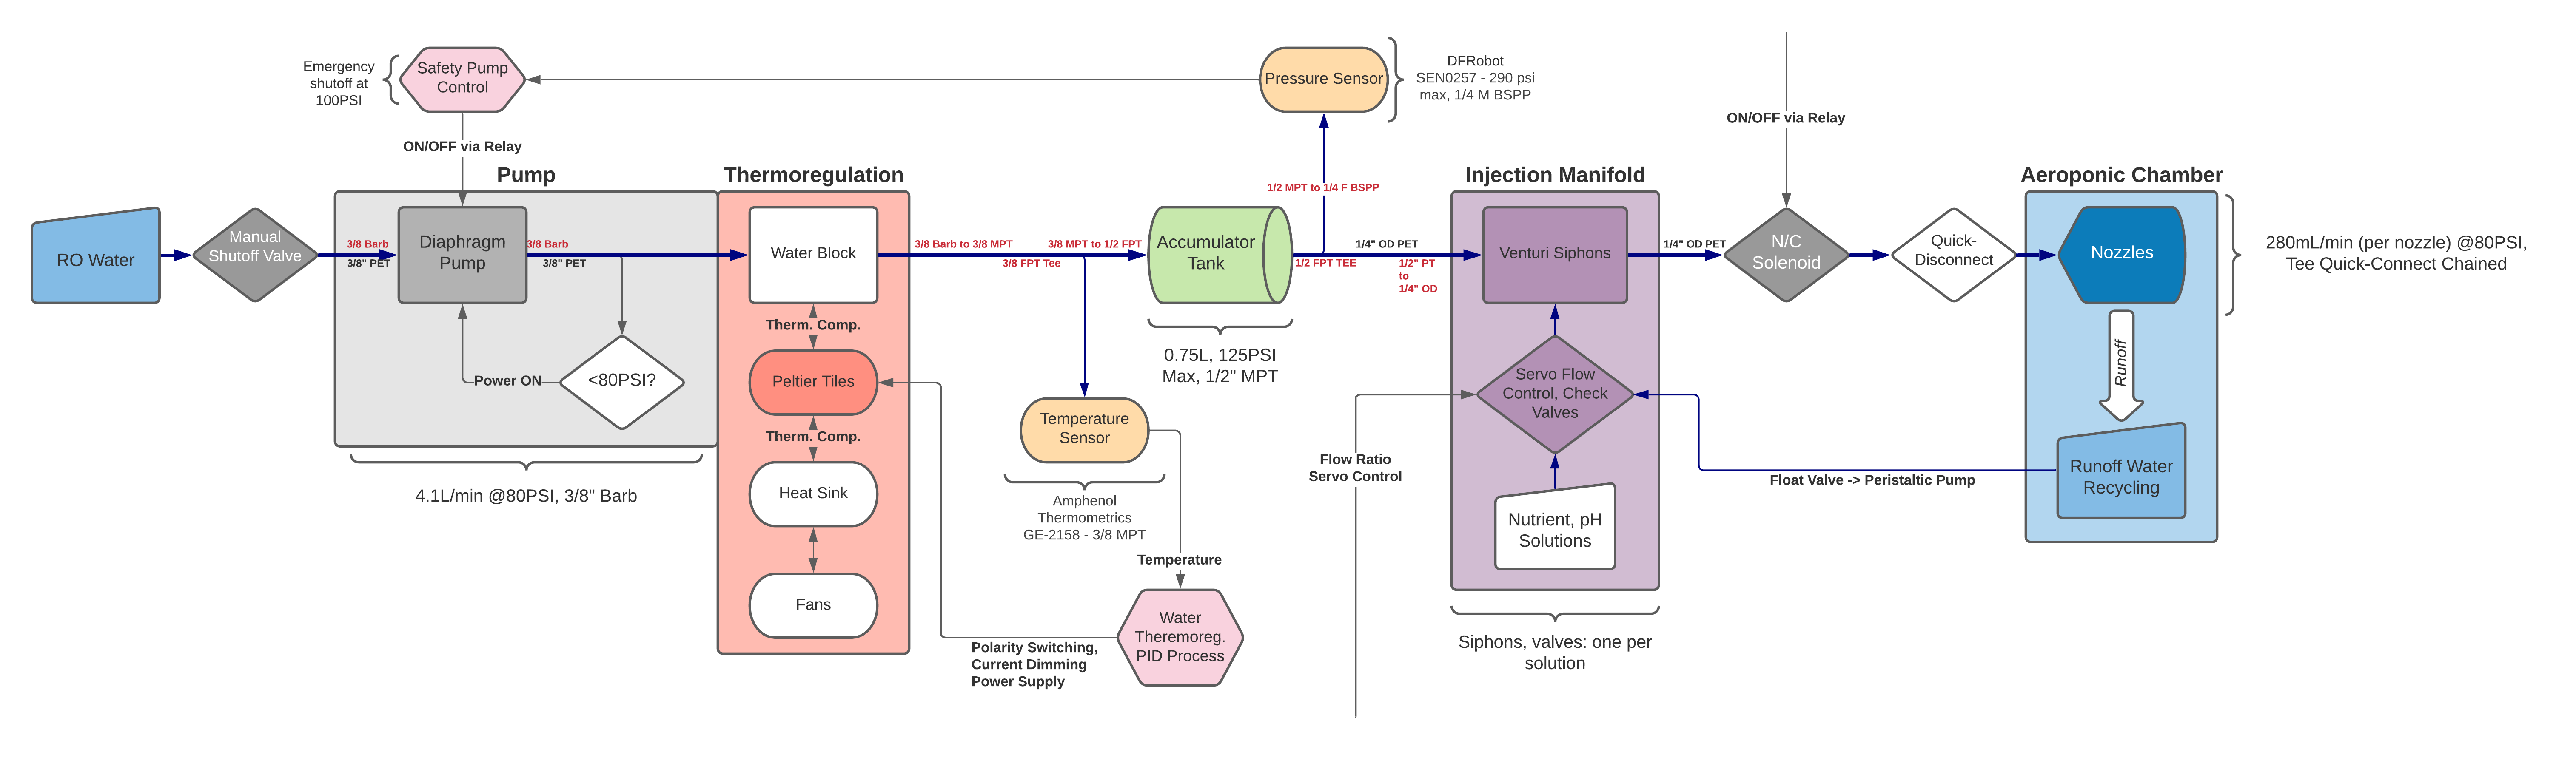 Emergency
shutoff at
100PSI
Safety Pump
Control
Pressure Sensor
DFRobot
SEN0257 - 290 psi
max, 1/4 M BSPP
ON/OFF via Relay
ON/OFF via Relay
Pump
Thermoregulation
Injection Manifold
Aeroponic Chamber
1/2 MPT to 1/4 F BSPP
RO Water
Manual
Shutoff Valve
3/8 Barb
3/8" PET
Diaphragm
Pump
3/8 Barb
3/8" PET
Water Block
3/8 Barb to 3/8 MPT
3/8 MPT to 1/2 FPT
3/8 FPT Tee
Accumulator
Tank
1/4" OD PET
1/2 FPT TEE
1/2" PT
to
1/4" OD
Venturi Siphons
1/4" OD PET
N/C
Solenoid
Quick-
Disconnect
Nozzles
280mL/min (per nozzle) @80PSI,
Tee Quick-Connect Chained
Therm. Comp.
0.75L, 125PSI
Max, 1/2" MPT
Runoff
Power ON
<80PSI?
Peltier Tiles
Servo Flow
Control, Check
Valves
Temperature
Sensor
Therm. Comp.
Flow Ratio
Servo Control
Runoff Water
Recycling
Float Valve -> Peristaltic Pump
4.1L/min @80PSI, 3/8" Barb
Heat Sink
Amphenol
Thermometrics
GE-2158 - 3/8 MPT
Nutrient, pH
Solutions
Temperature
Fans
Water
Theremoreg.
PID Process
Polarity Switching,
Current Dimming
Power Supply
Siphons, valves: one per
solution